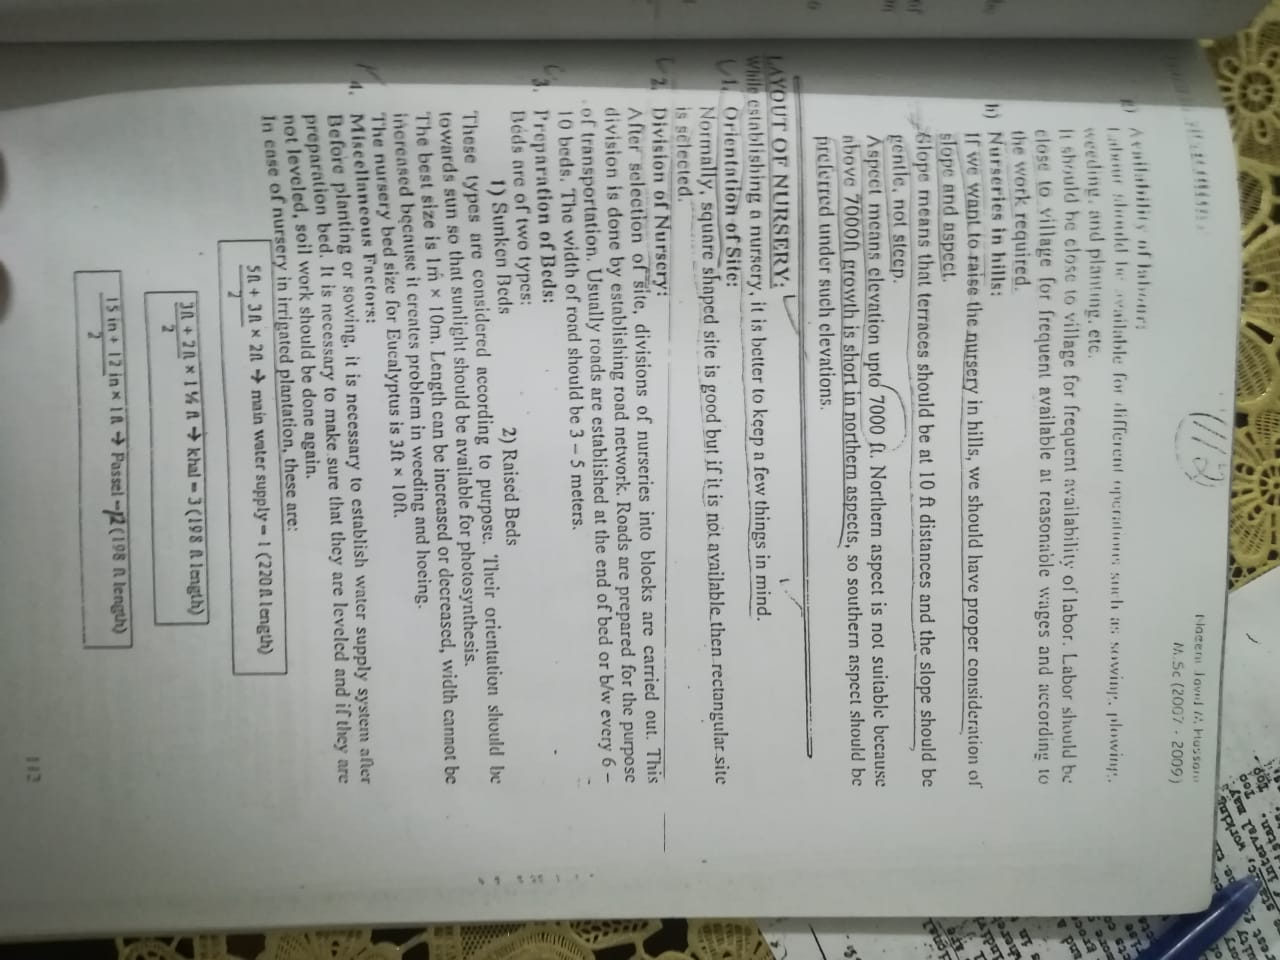 112
M.Sc (2007 - 2009)
g) Availability of labour:
Labour should be available for different operations such as sowing, plowing,
weeding, and planting, etc.
It should be close to village for frequent availability of labor. Labor should be
close to village for frequent available at reasonable wages and according to
the work required.
h) Nurseries in hills:
If we want to raise the nursery in hills, we should have proper consideration of
slope and aspect.
Slope means that terraces should be at 10 ft distances and the slope should be
gentle, not steep.
Aspect means elevation upto 7000 ft. Northern aspect is not suitable because
above 7000ft growth is short in northern aspects, so southern aspect should be
preferred under such elevations.
LAYOUT OF NURSERY:
While establishing a nursery, it is better to keep a few things in mind.
1. Orientation of Site:
Normally, square shaped site is good but if it is not available then rectangular site
is selected.
2. Division of Nursery:
After selection of site, divisions of nurseries into blocks are carried out. This
division is done by establishing road network. Roads are prepared for the purpose
of transportation. Usually roads are established at the end of bed or b/w every 6 –
10 beds. The width of road should be 3 – 5 meters.
3. Preparation of Beds:
Beds are of two types:
1) Sunken Beds 2) Raised Beds
These types are considered according to purpose. Their orientation should be
towards sun so that sunlight should be available for photosynthesis.
The best size is 1m × 10m. Length can be increased or decreased, width cannot be
increased because it creates problem in weeding and hoeing.
The nursery bed size for Eucalyptus is 3ft × 10ft.
4. Miscellaneous Factors:
Before planting or sowing, it is necessary to establish water supply system after
preparation bed. It is necessary to make sure that they are leveled and if they are
not leveled, soil work should be done again.
In case of nursery in irrigated plantation, these are:
5ft + 3ft × 2ft → main water supply = 1 (220 ft length)
2
3ft + 2ft × 1½ ft → khal = 3 (198 ft length)
2
15 in + 12 in × 1ft → Passel – 12 (198 ft length)
2
112